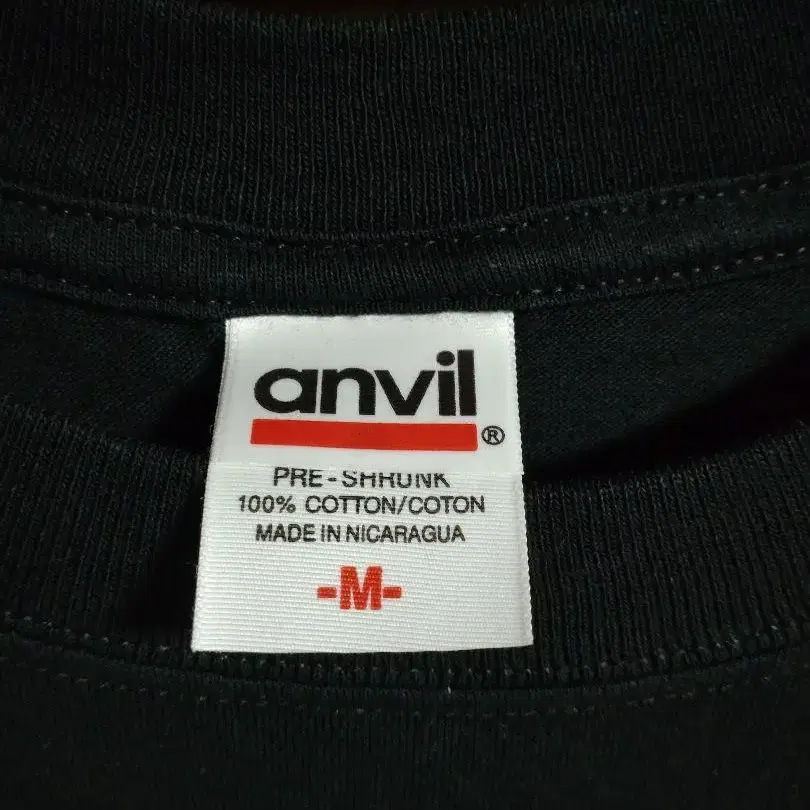 anvil®
PRE-SHRUNK
100% COTTON/COTON
MADE IN NICARAGUA
-M-